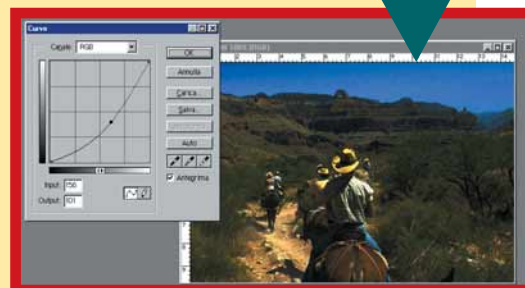 Curve
Canale: RGB
OK
Annulla
Carica...
Salva...
Auto
Anteprima
Input: 156
Output: 101